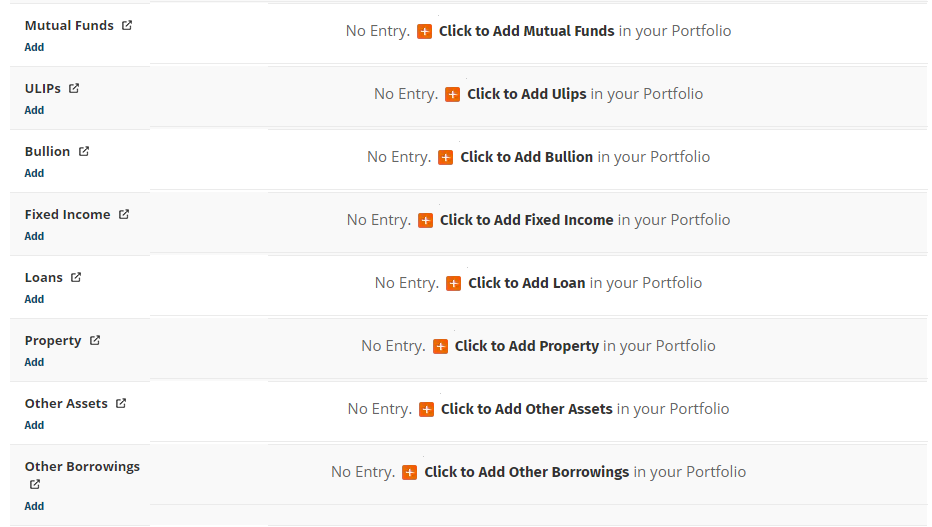 Mutual Funds
Add
No Entry. Click to Add Mutual Funds in your Portfolio
ULIPs
Add
No Entry. Click to Add Ulips in your Portfolio
Bullion
Add
No Entry. Click to Add Bullion in your Portfolio
Fixed Income
Add
No Entry. Click to Add Fixed Income in your Portfolio
Loans
Add
No Entry. Click to Add Loan in your Portfolio
Property
Add
No Entry. Click to Add Property in your Portfolio
Other Assets
Add
No Entry. Click to Add Other Assets in your Portfolio
Other Borrowings
Add
No Entry. Click to Add Other Borrowings in your Portfolio